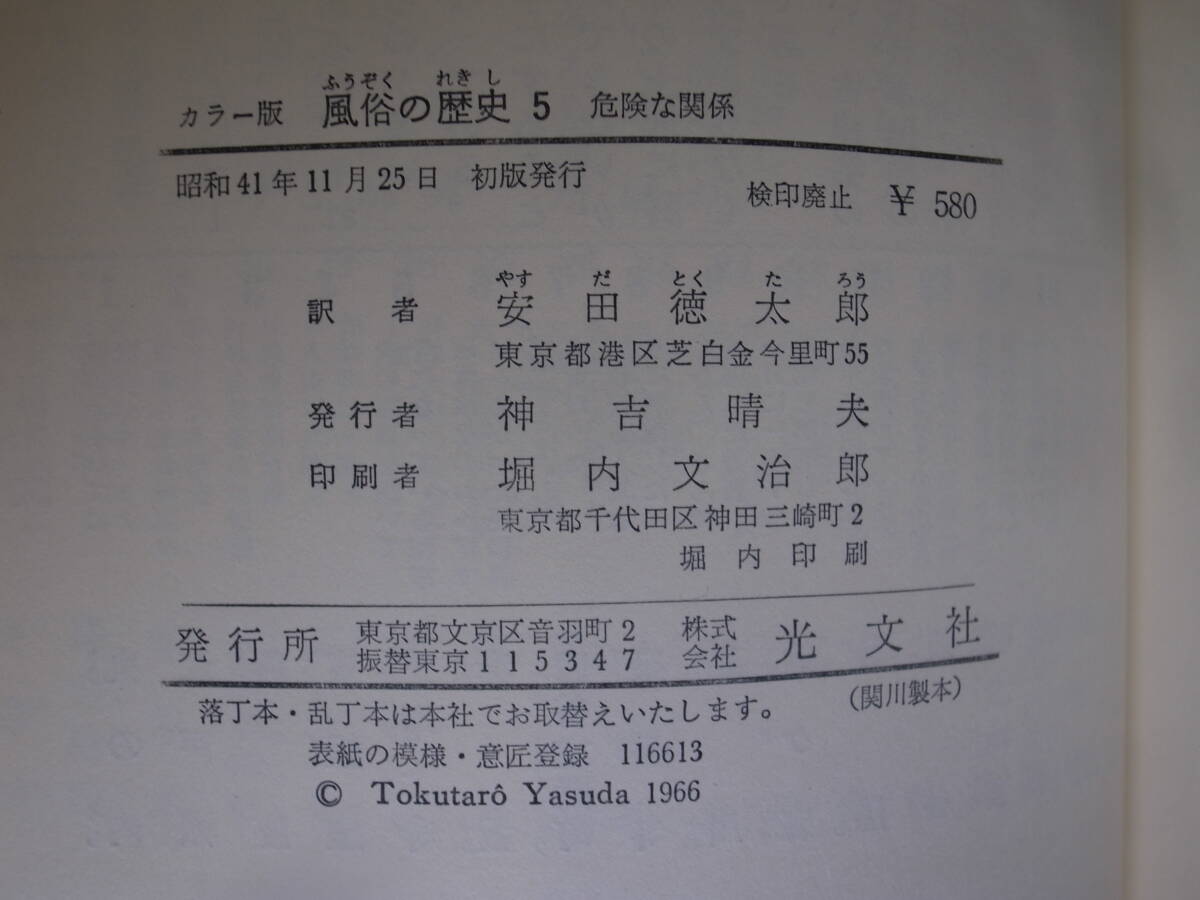 ふうぞく れきし
カラー版 風俗の歴史 5 危険な関係
昭和41年11月25日 初版発行 検印廃止 ¥ 580
やす だ とく た ろう
訳者 安田徳太郎
東京都港区芝白金今里町55
発行者 神吉晴夫
印刷者 堀内文治郎
東京都千代田区神田三崎町2
堀内印刷
発行所 東京都文京区音羽町2 株式 光文社
振替東京115347 会社
落丁本・乱丁本は本社でお取替えいたします。 (関川製本)
表紙の模様・意匠登録 116613
© Tokutarô Yasuda 1966